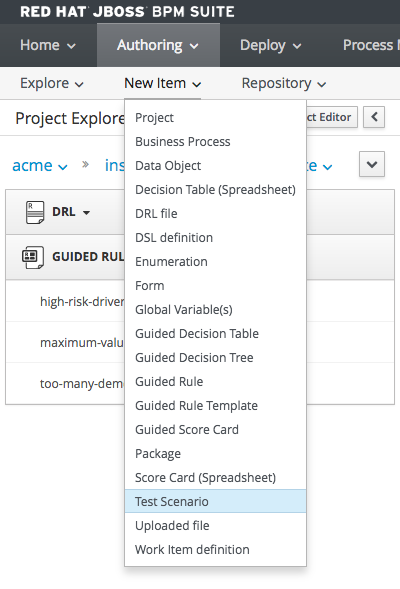 RED HAT JBOSS BPM SUITE
Home Authoring Deploy Process
Explore New Item Repository
Project Explore ct Editor
acme » ins te
Project
Business Process
Data Object
Decision Table (Spreadsheet)
DRL file
DSL definition
Enumeration
Form
Global Variable(s)
Guided Decision Table
Guided Decision Tree
Guided Rule
Guided Rule Template
Guided Score Card
Package
Score Card (Spreadsheet)
Test Scenario
Uploaded file
Work Item definition
DRL
GUIDED RUL
high-risk-driver
maximum-valu
too-many-dem